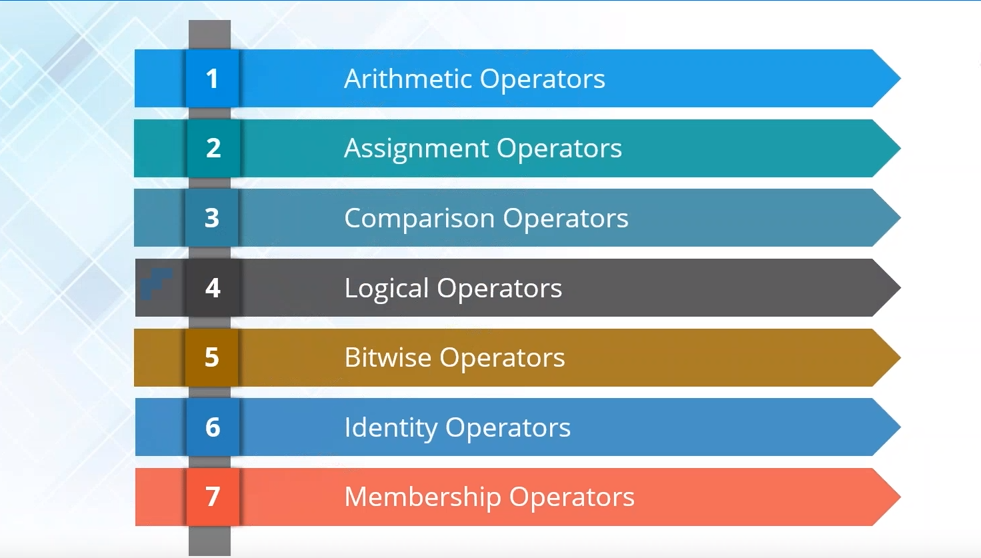 1 Arithmetic Operators
2 Assignment Operators
3 Comparison Operators
4 Logical Operators
5 Bitwise Operators
6 Identity Operators
7 Membership Operators